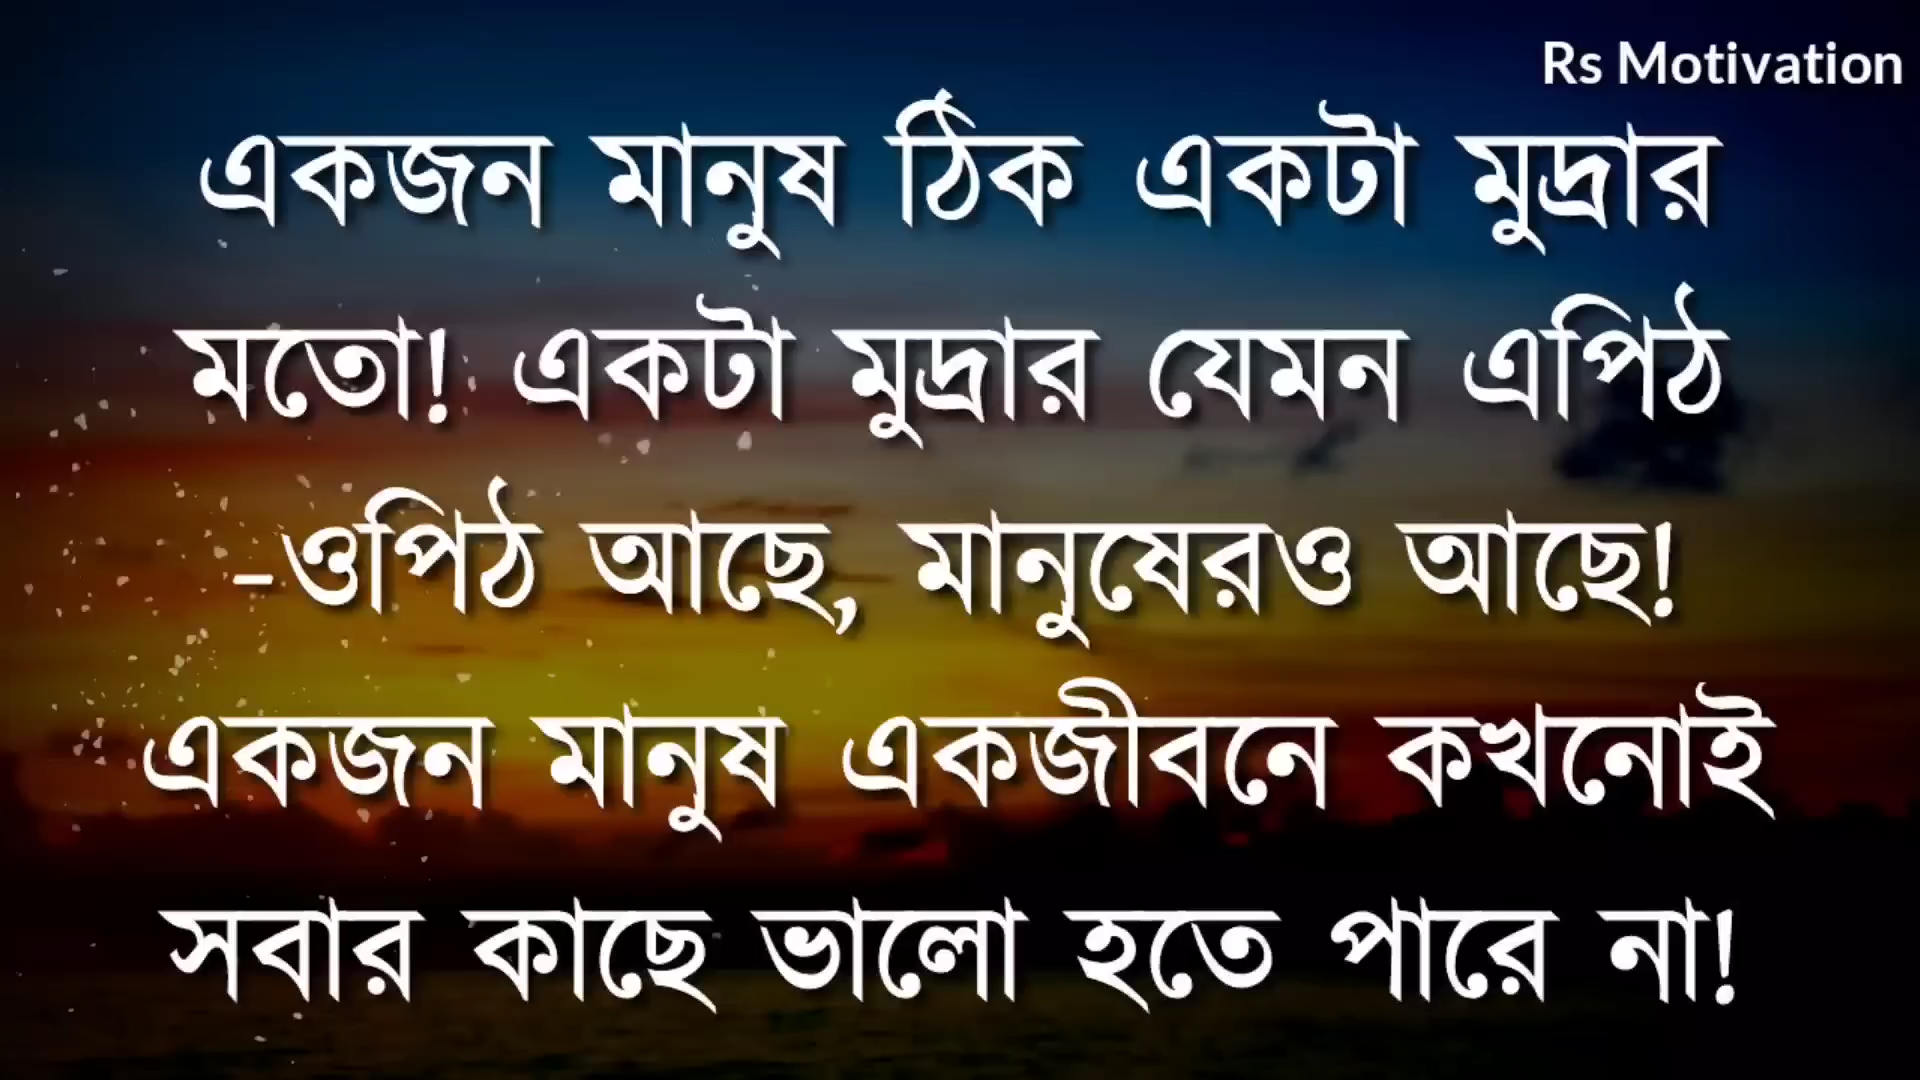 Rs Motivation
একজন মানুষ ঠিক একটা মুদ্রার
মতো! একটা মুদ্রার যেমন এপিঠ
-ওপিঠ আছে, মানুষেরও আছে!
একজন মানুষ একজীবনে কখনোই
সবার কাছে ভালো হতে পারে না!